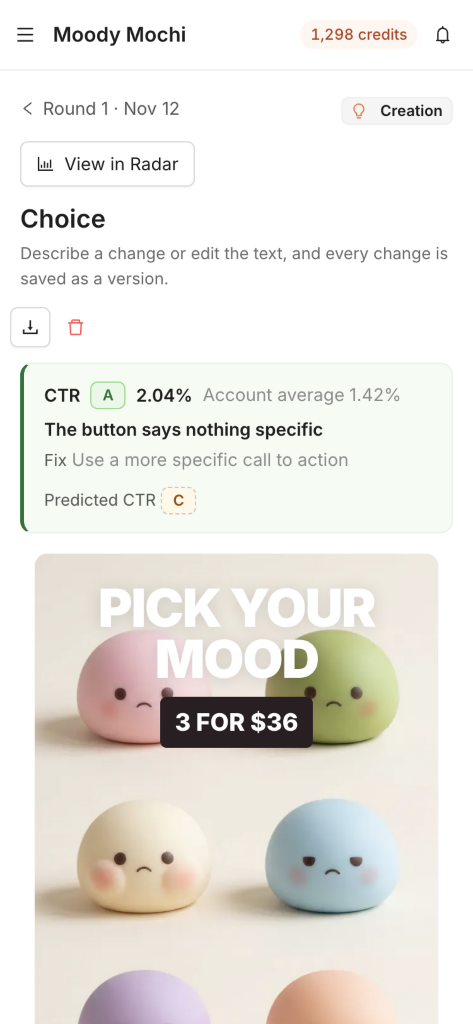 Moody Mochi
1,298 credits
Round 1 · Nov 12
Creation
View in Radar
Choice
Describe a change or edit the text, and every change is
saved as a version.
CTR A 2.04% Account average 1.42%
The button says nothing specific
Fix Use a more specific call to action
Predicted CTR C
PICK YOUR
MOOD
3 FOR $36